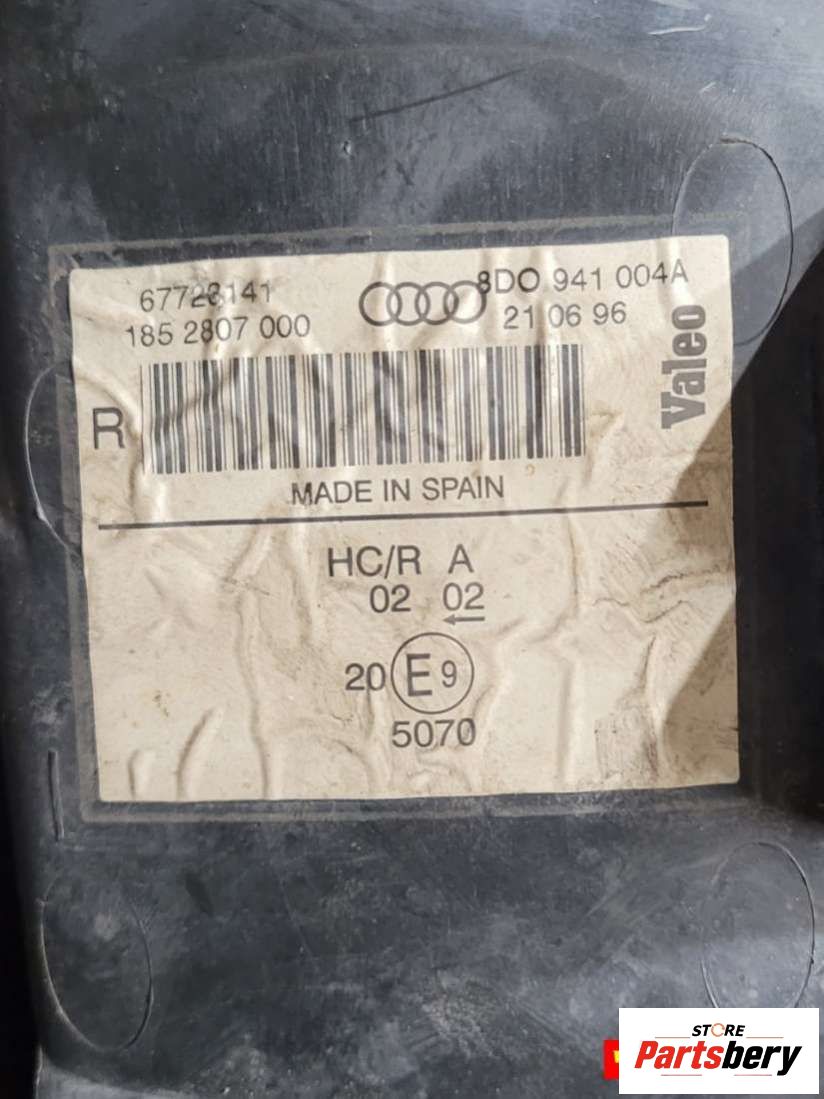 67728141 8DO 941 004A
185 2807 000 21 06 96
R
Valeo
MADE IN SPAIN
HC/R A
02 02
20 E9
5070
STORE
Partsbery